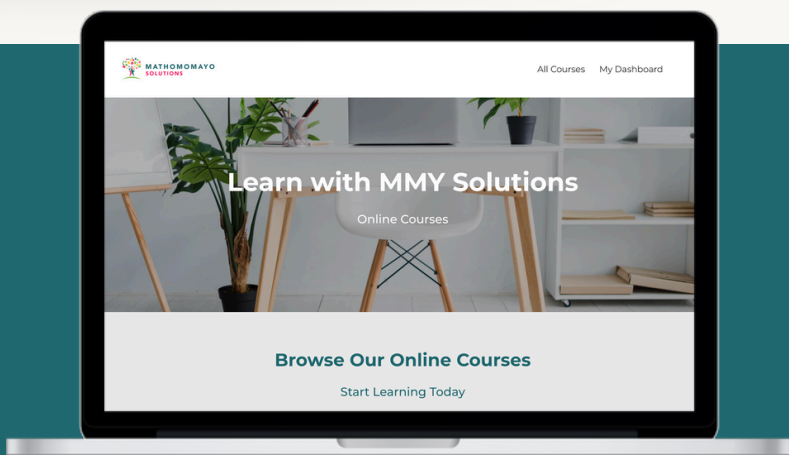 MATHOMOMAYO
SOLUTIONS
All Courses My Dashboard
Learn with MMY Solutions
Online Courses
Browse Our Online Courses
Start Learning Today